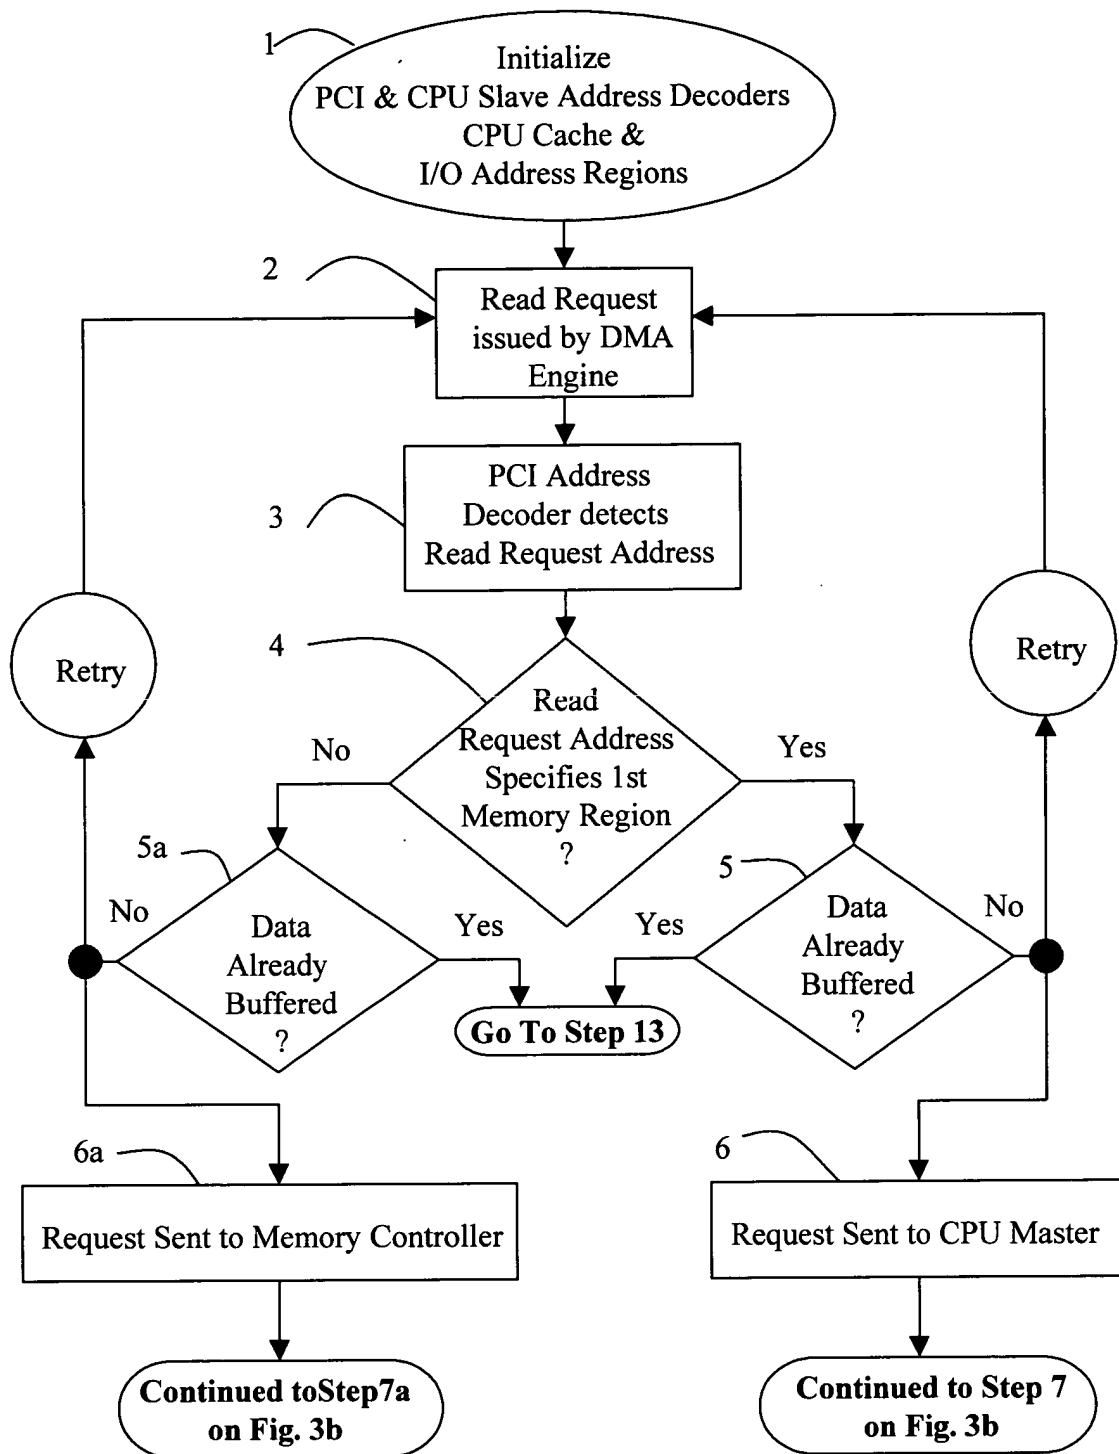 1
Initialize
PCI & CPU Slave Address Decoders
CPU Cache &
I/O Address Regions
2
Read Request
issued by DMA
Engine
3
PCI Address
Decoder detects
Read Request Address
Retry
Retry
4
Read
Request Address
Specifies 1st
Memory Region
?
No
Yes
5a
No
Data
Already
Buffered
?
Yes
5
Yes
Data
Already
Buffered
?
No
Go To Step 13
6a
Request Sent to Memory Controller
6
Request Sent to CPU Master
Continued toStep7a
on Fig. 3b
Continued to Step 7
on Fig. 3b